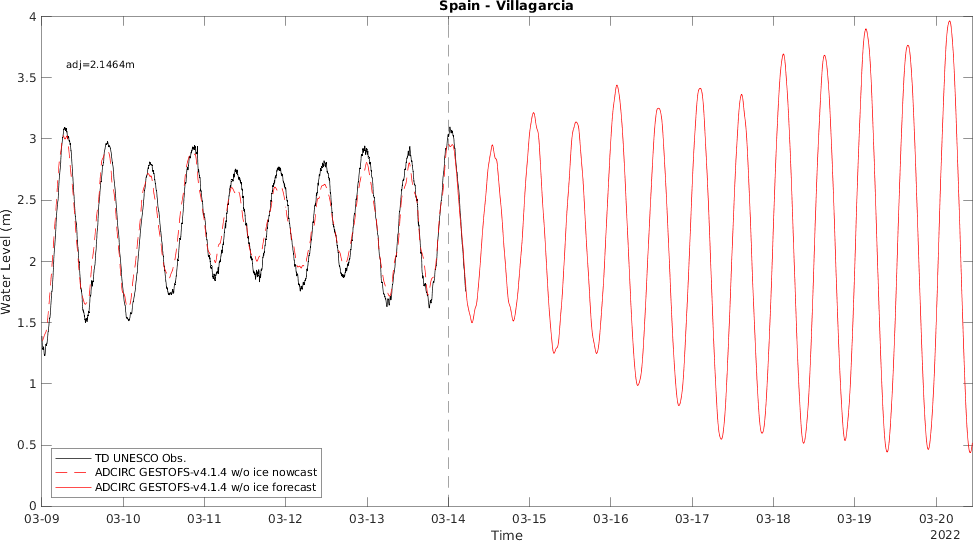 Spain - Villagarcia
adj=2.1464m
4
3.5
3
2.5
2
1.5
1
0.5
0
Water Level (m)
TD UNESCO Obs.
ADCIRC GESTOFS-v4.1.4 w/o ice nowcast
ADCIRC GESTOFS-v4.1.4 w/o ice forecast
03-09 03-10 03-11 03-12 03-13 03-14 03-15 03-16 03-17 03-18 03-19 03-20
2022
Time